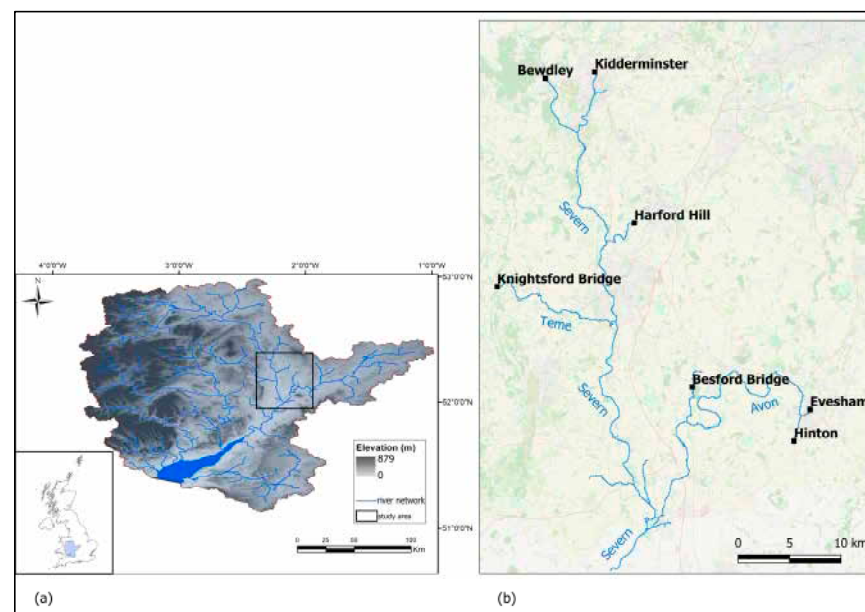 4°0'0"W 3°0'0"W 2°0'0"W 1°0'0"W
N
53°0'0"N
52°0'0"N
51°0'0"N
Elevation (m)
879
0
river network
study area
0 25 50 100
Km
(a)
Bewdley
Kidderminster
Severn
Harford Hill
Knightsford Bridge
Teme
Severn
Besford Bridge
Avon
Evesham
Hinton
Severn
0 5 10 km
(b)